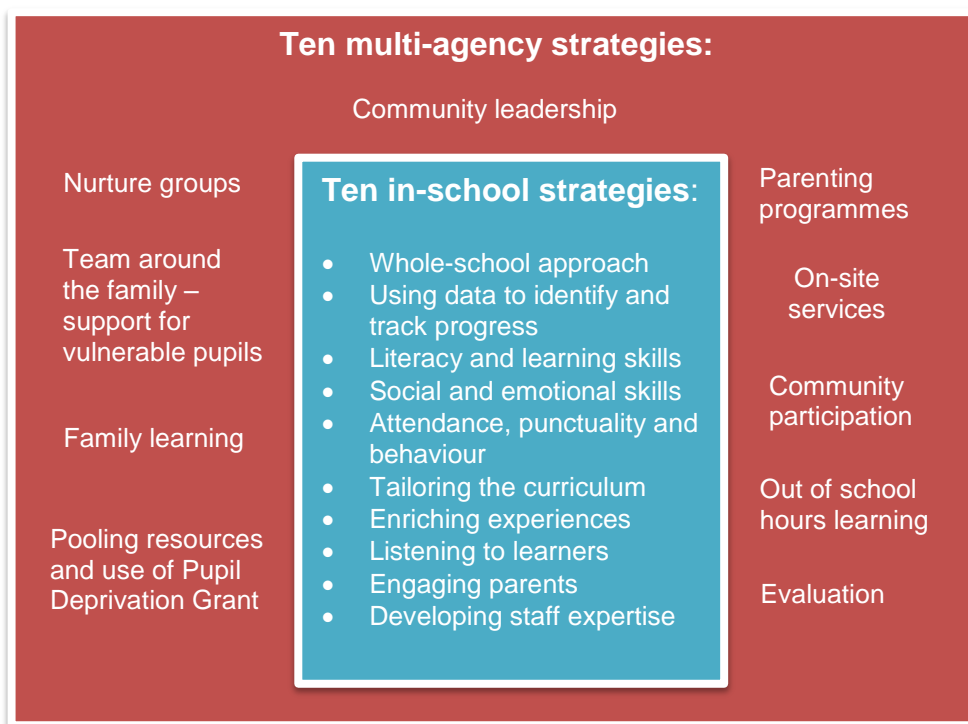 Ten multi-agency strategies:
Community leadership
Nurture groups
Team around
the family –
support for
vulnerable pupils
Family learning
Pooling resources
and use of Pupil
Deprivation Grant
Ten in-school strategies:
• Whole-school approach
• Using data to identify and
track progress
• Literacy and learning skills
• Social and emotional skills
• Attendance, punctuality and
behaviour
• Tailoring the curriculum
• Enriching experiences
• Listening to learners
• Engaging parents
• Developing staff expertise
Parenting
programmes
On-site
services
Community
participation
Out of school
hours learning
Evaluation